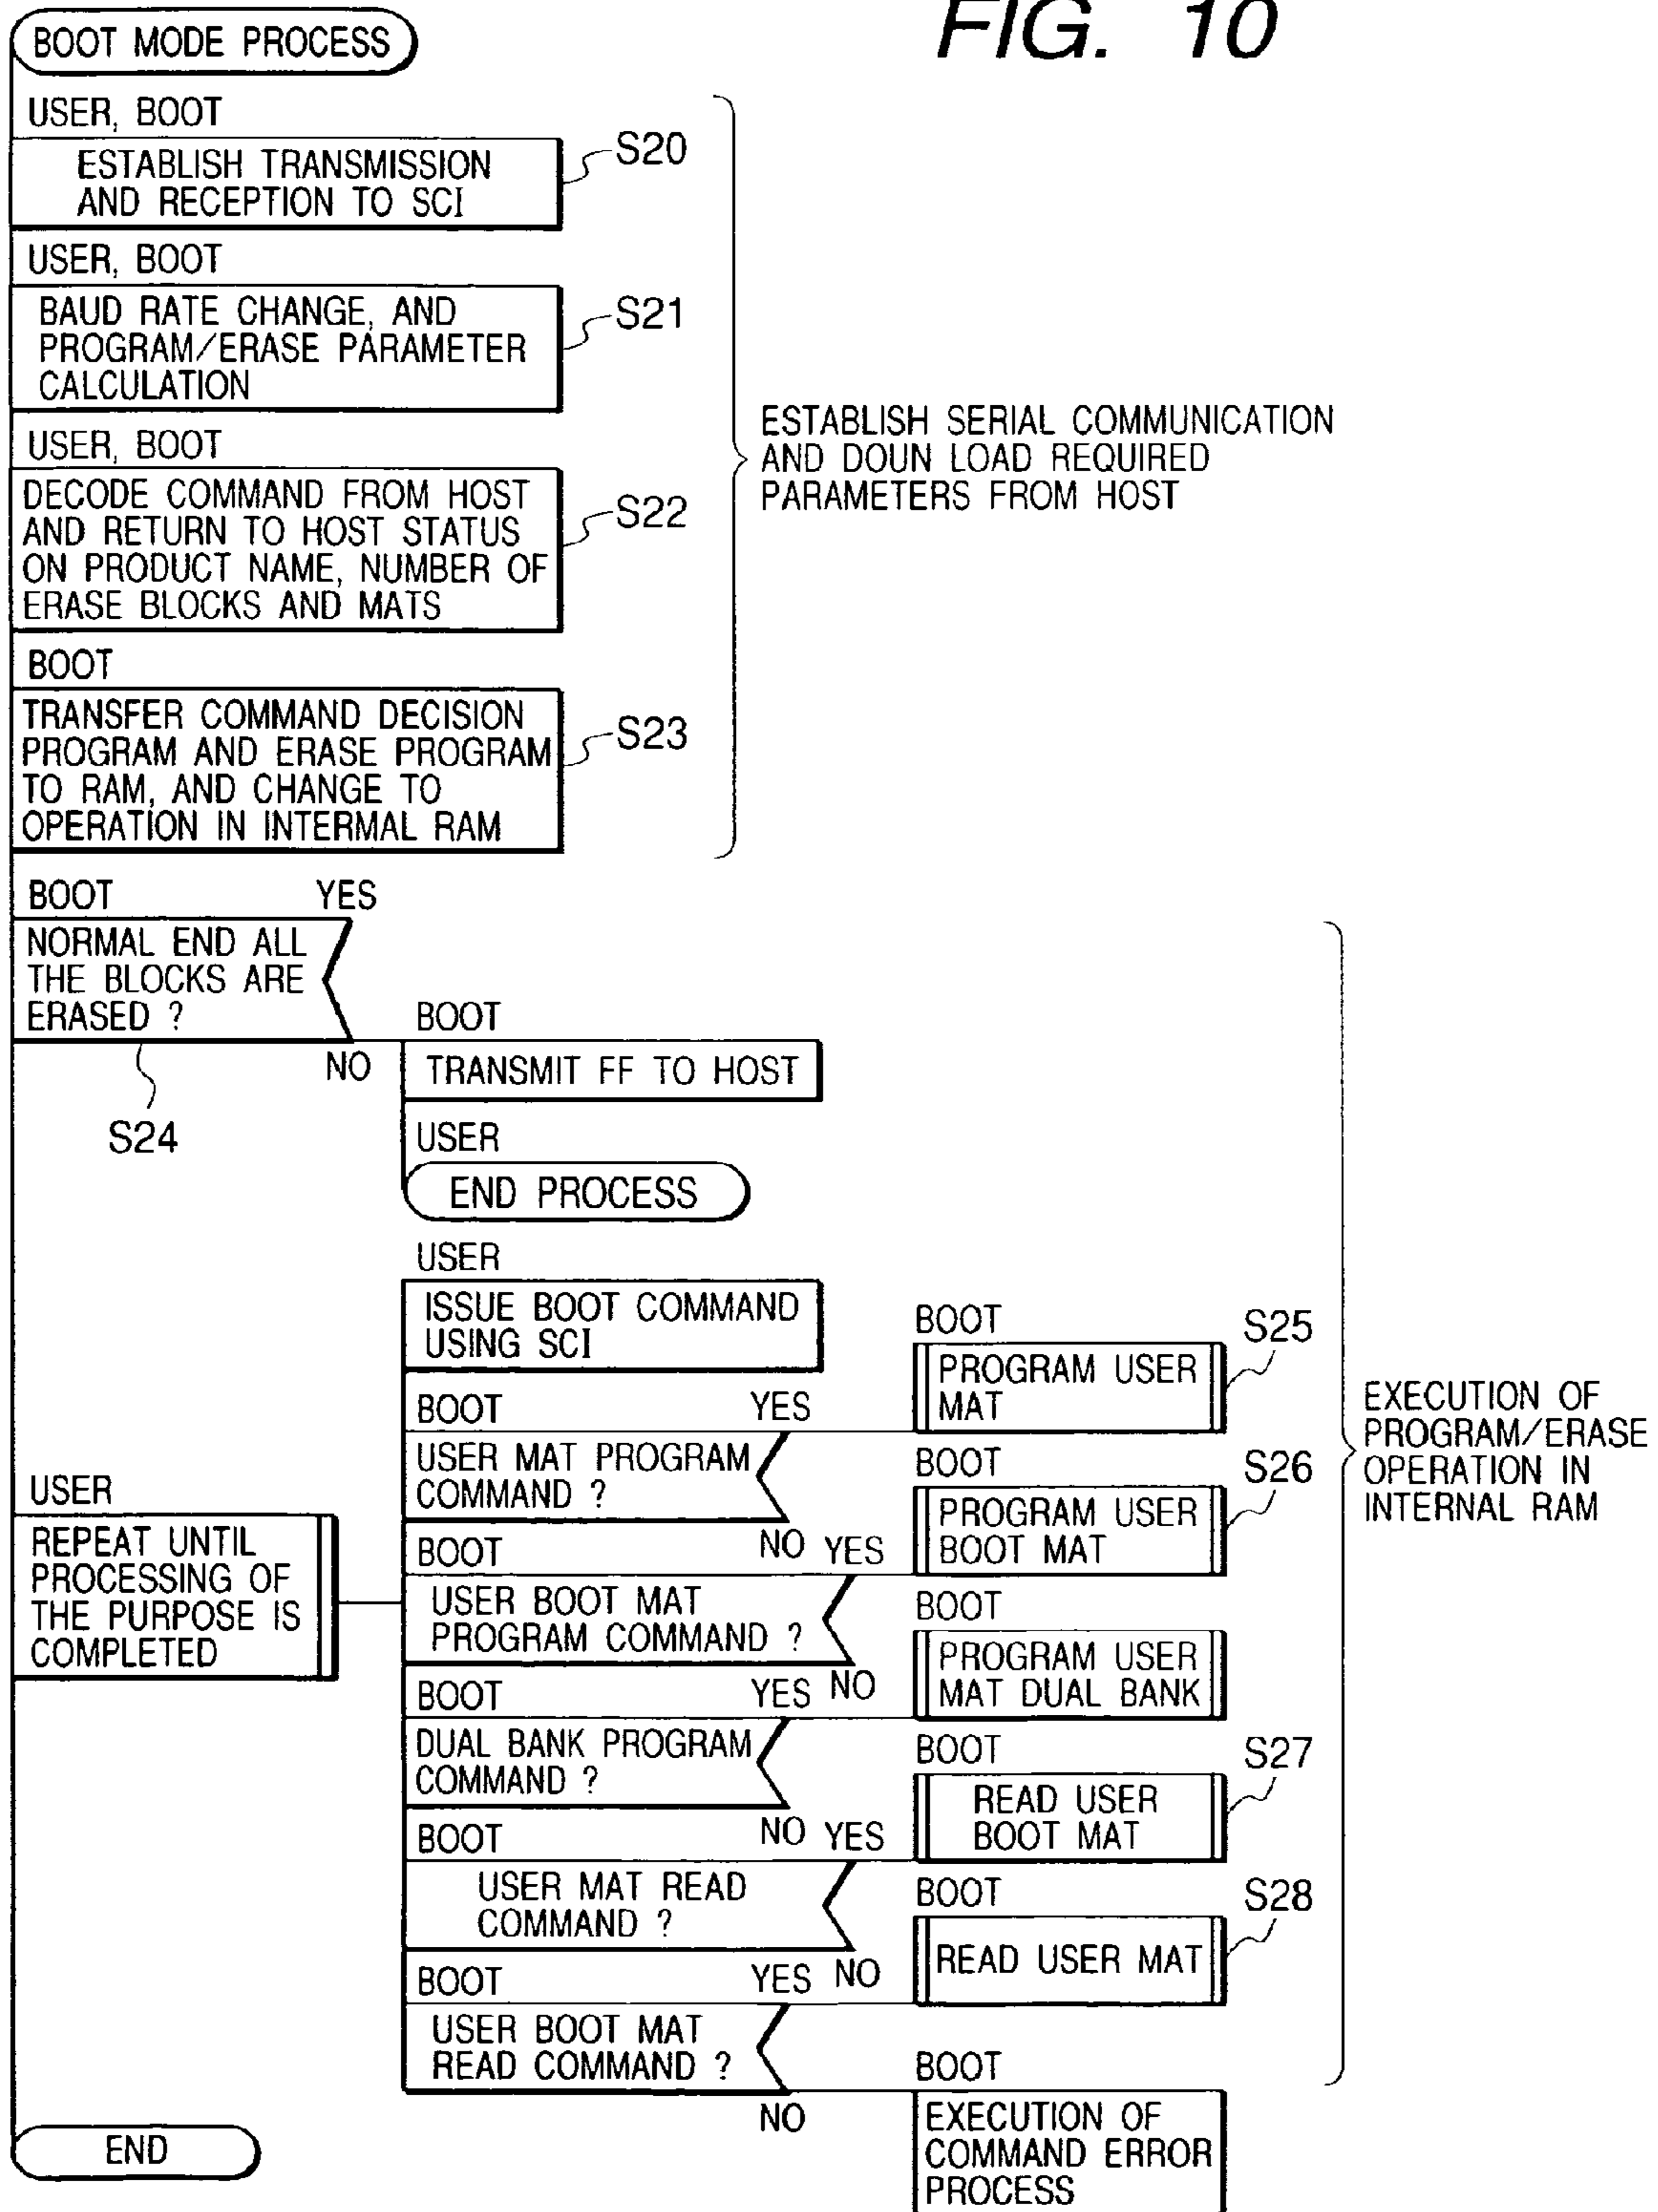 FIG. 10
BOOT MODE PROCESS
USER, BOOT
ESTABLISH TRANSMISSION
AND RECEPTION TO SCI
S20
USER, BOOT
BAUD RATE CHANGE, AND
PROGRAM/ERASE PARAMETER
CALCULATION
S21
USER, BOOT
DECODE COMMAND FROM HOST
AND RETURN TO HOST STATUS
ON PRODUCT NAME, NUMBER OF
ERASE BLOCKS AND MATS
S22
BOOT
TRANSFER COMMAND DECISION
PROGRAM AND ERASE PROGRAM
TO RAM, AND CHANGE TO
OPERATION IN INTERMAL RAM
S23
ESTABLISH SERIAL COMMUNICATION
AND DOUN LOAD REQUIRED
PARAMETERS FROM HOST
BOOT YES
NORMAL END ALL
THE BLOCKS ARE
ERASED ?
NO
S24
BOOT
TRANSMIT FF TO HOST
USER
END PROCESS
USER
REPEAT UNTIL
PROCESSING OF
THE PURPOSE IS
COMPLETED
USER
ISSUE BOOT COMMAND
USING SCI
BOOT YES
USER MAT PROGRAM
COMMAND ?
NO
BOOT
PROGRAM USER
MAT
S25
BOOT YES
USER BOOT MAT
PROGRAM COMMAND ?
NO
BOOT
PROGRAM USER
BOOT MAT
S26
BOOT YES
DUAL BANK PROGRAM
COMMAND ?
NO
BOOT
PROGRAM USER
MAT DUAL BANK
BOOT YES
USER MAT READ
COMMAND ?
NO
BOOT
READ USER
BOOT MAT
S27
BOOT YES
USER BOOT MAT
READ COMMAND ?
NO
BOOT
READ USER MAT
S28
BOOT
EXECUTION OF
COMMAND ERROR
PROCESS
EXECUTION OF
PROGRAM/ERASE
OPERATION IN
INTERNAL RAM
END